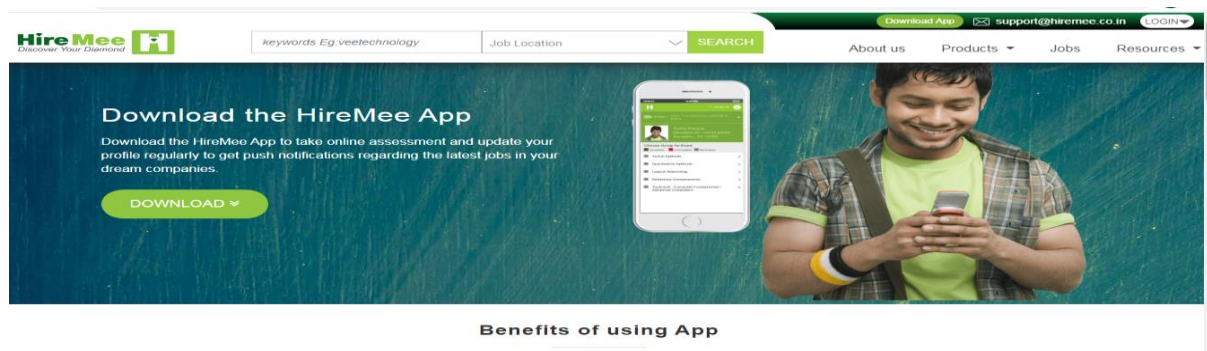 Download App support@hiremee.co.in LOGIN
HireMee
Discover Your Diamond
keywords Eg:veetechnology Job Location SEARCH
About us Products Jobs Resources
Download the HireMee App
Download the HireMee App to take online assessment and update your
profile regularly to get push notifications regarding the latest jobs in your
dream companies.
DOWNLOAD
Benefits of using App